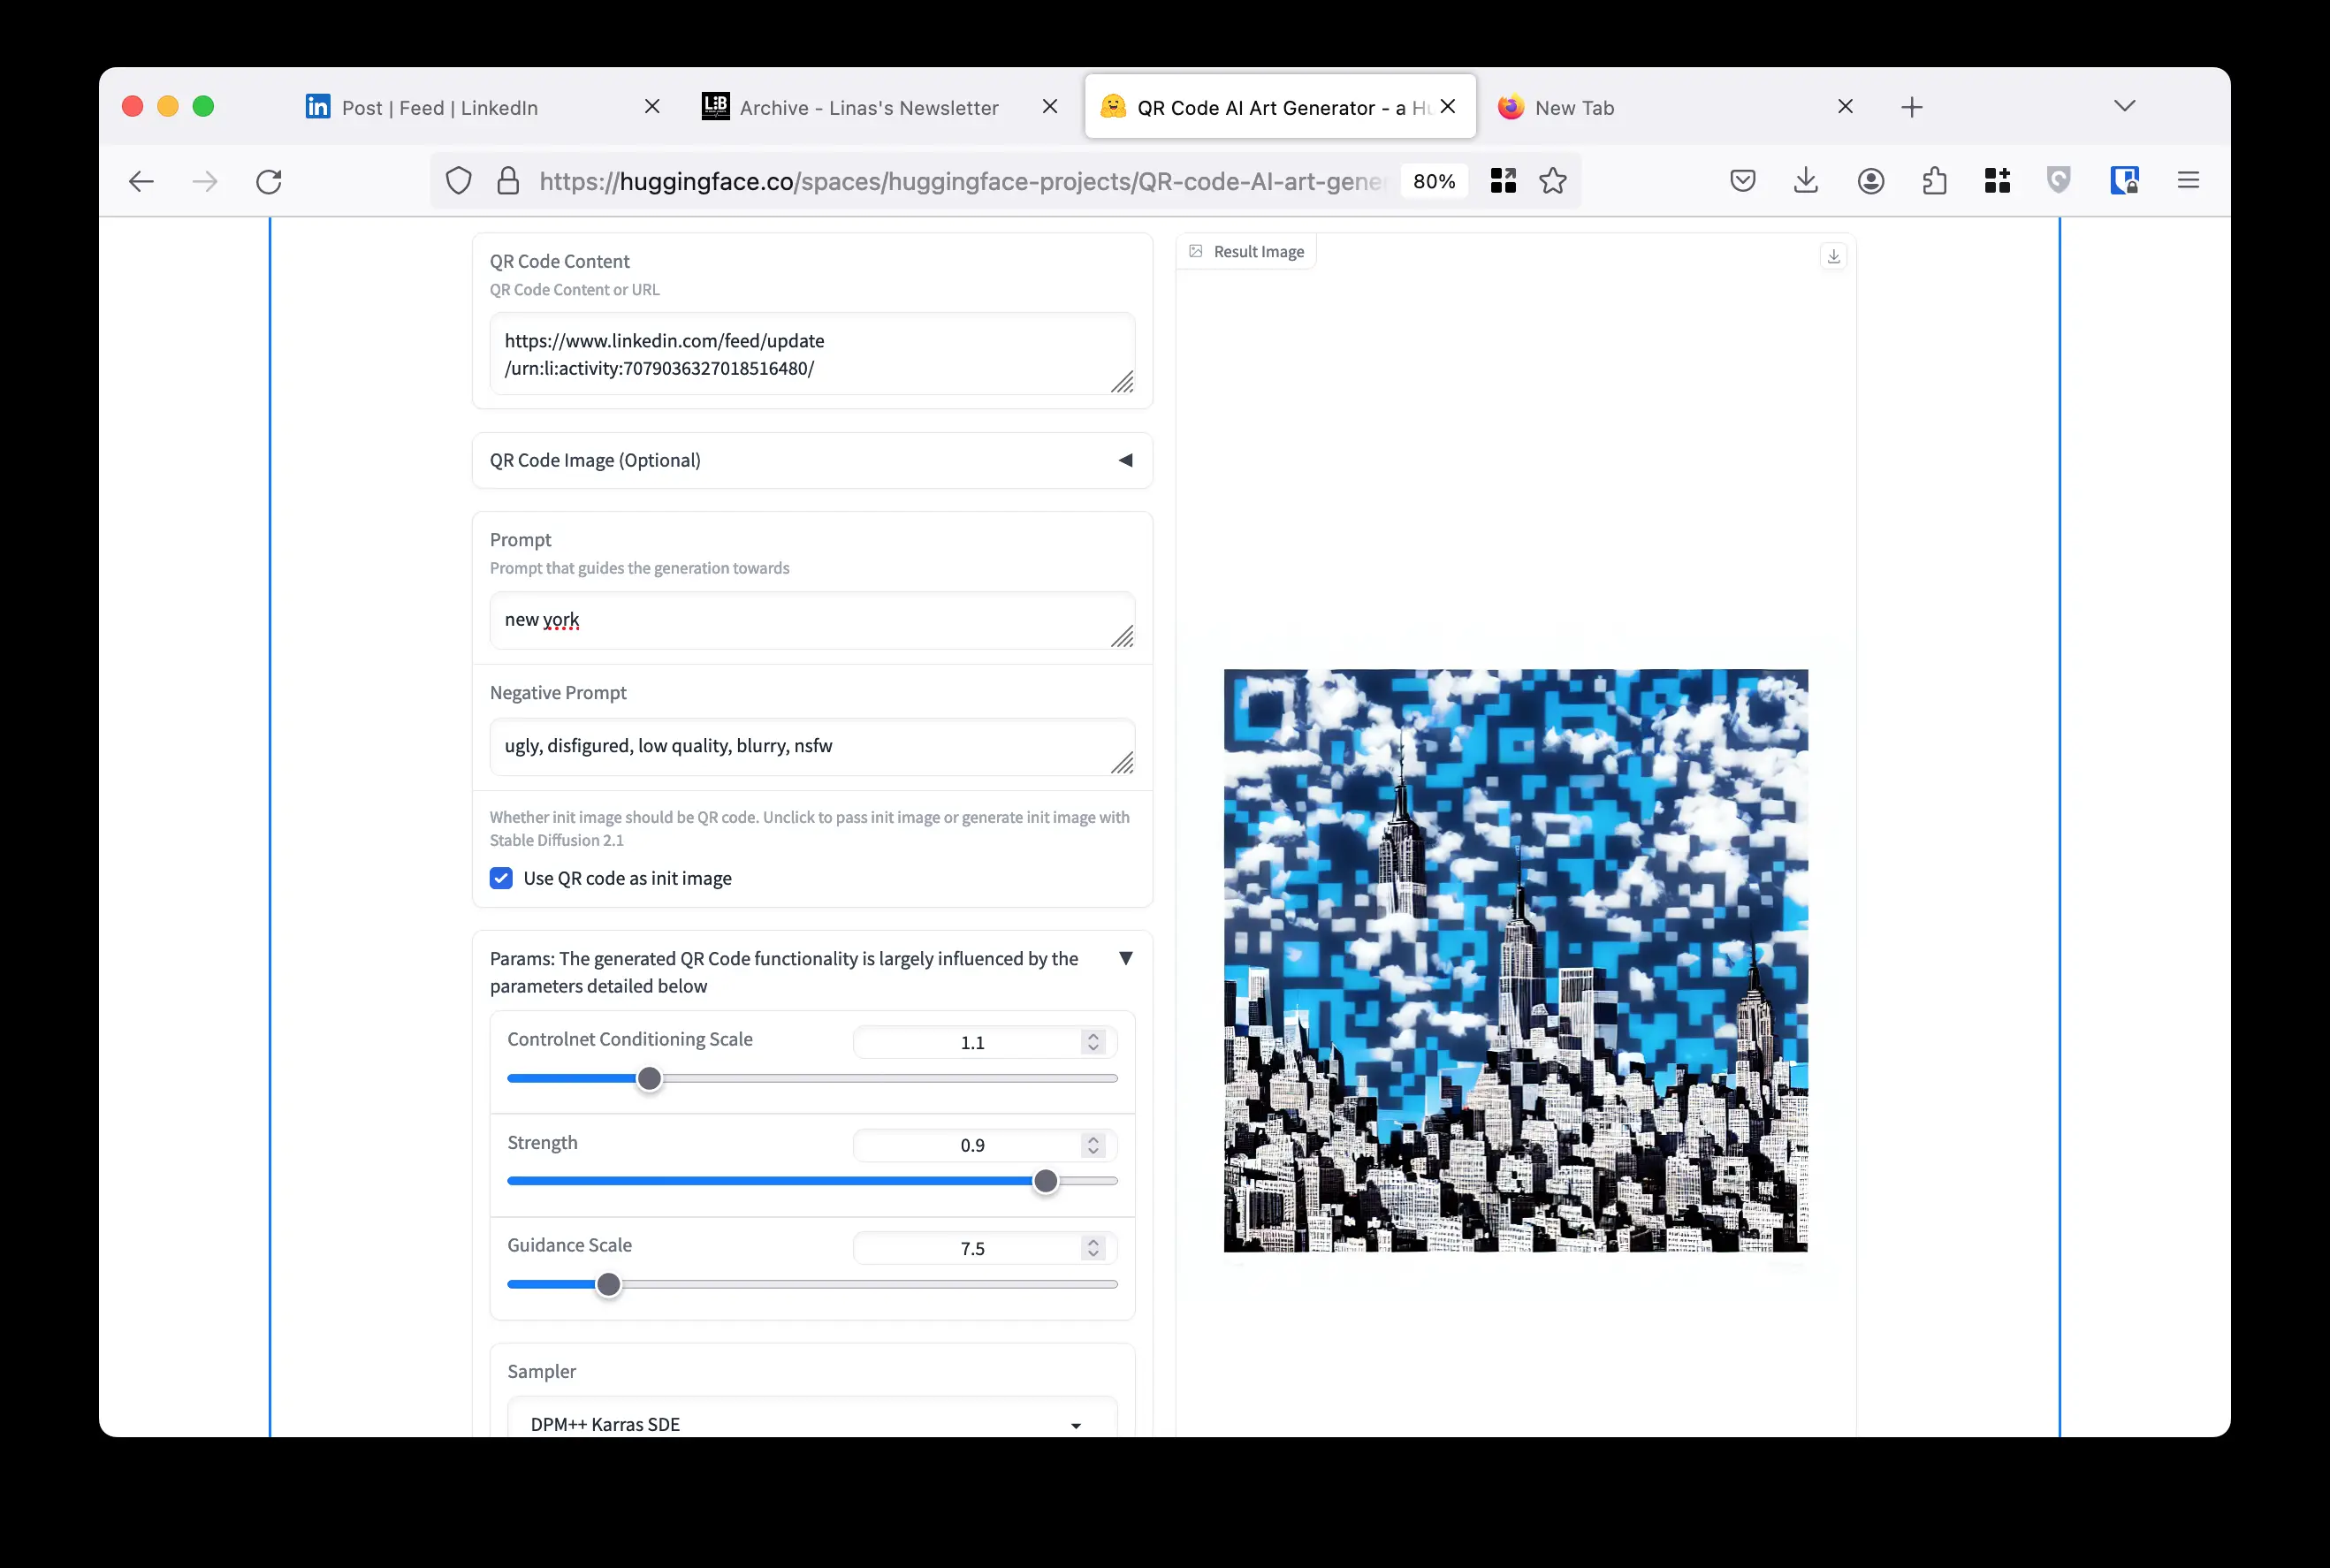 Post | Feed | LinkedIn
LiB
Archive - Linas's Newsletter
QR Code AI Art Generator - a Hu
New Tab
https://huggingface.co/spaces/huggingface-projects/QR-code-AI-art-gener
80%
QR Code Content
QR Code Content or URL
https://www.linkedin.com/feed/update
/urn:li:activity:7079036327018516480/
QR Code Image (Optional)
Prompt
Prompt that guides the generation towards
new york
Negative Prompt
ugly, disfigured, low quality, blurry, nsfw
Whether init image should be QR code. Unclick to pass init image or generate init image with
Stable Diffusion 2.1
Use QR code as init image
Params: The generated QR Code functionality is largely influenced by the
parameters detailed below
Controlnet Conditioning Scale
1.1
Strength
0.9
Guidance Scale
7.5
Sampler
DPM++ Karras SDE
Result Image